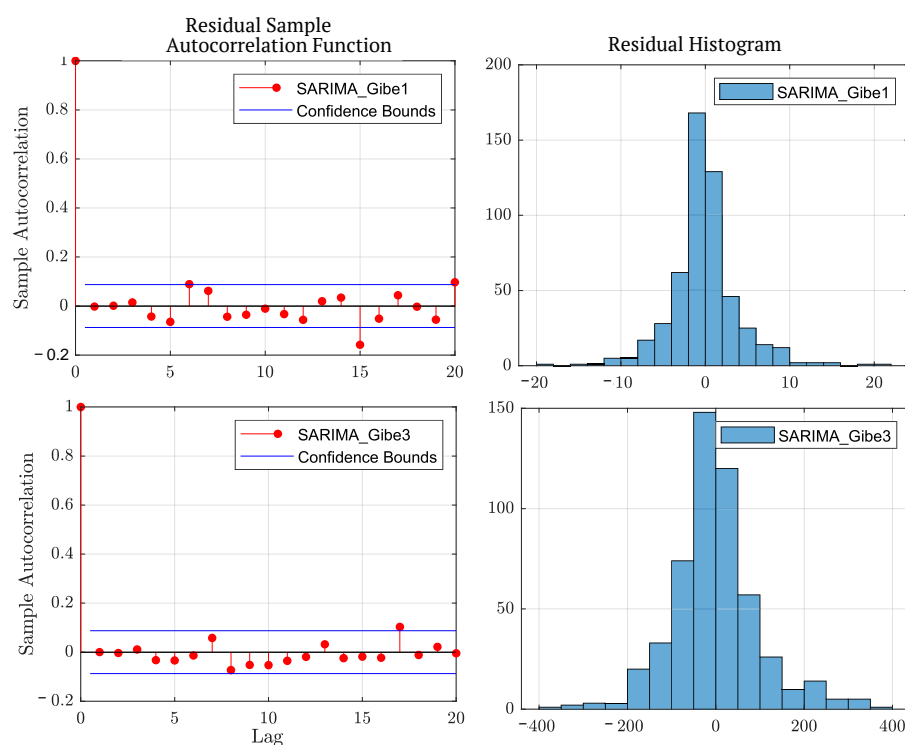 Residual Sample
Autocorrelation Function
1
0.8
0.6
0.4
0.2
0
−0.2
Sample Autocorrelation
SARIMA_Gibe1
Confidence Bounds
0 5 10 15 20
Residual Histogram
200
150
100
50
0
SARIMA_Gibe1
−20 −10 0 10 20
1
0.8
0.6
0.4
0.2
0
−0.2
Sample Autocorrelation
SARIMA_Gibe3
Confidence Bounds
0 5 10 15 20
Lag
150
100
50
0
SARIMA_Gibe3
−400 −200 0 200 400